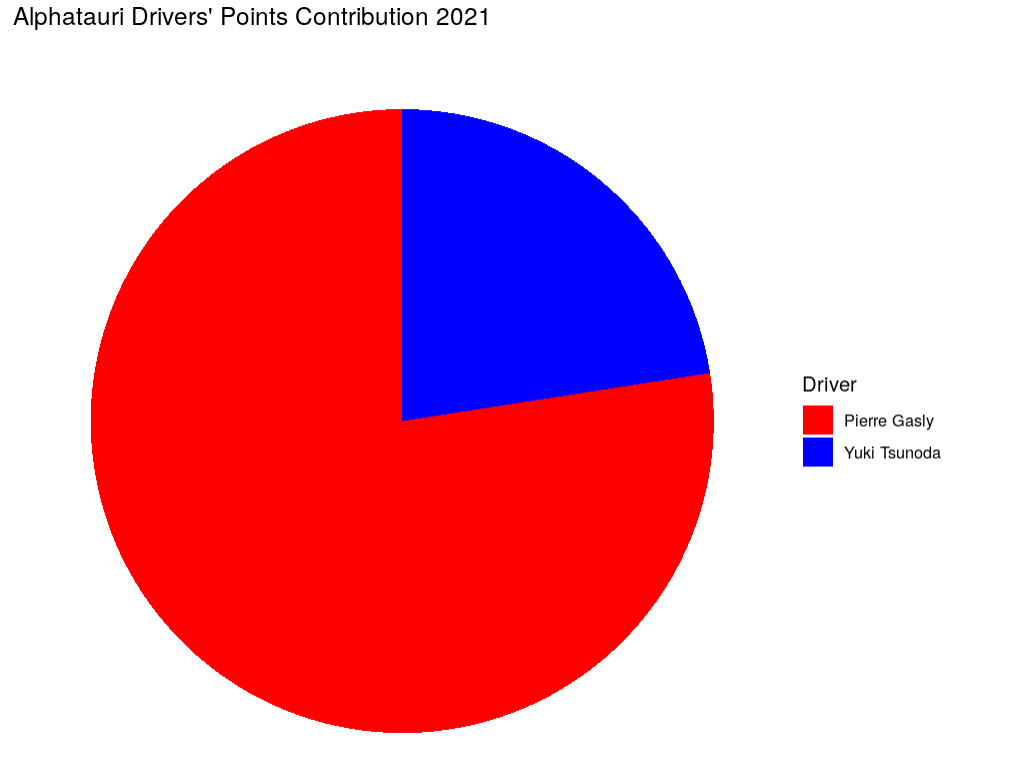 Alphatauri Drivers' Points Contribution 2021
Driver
Pierre Gasly
Yuki Tsunoda